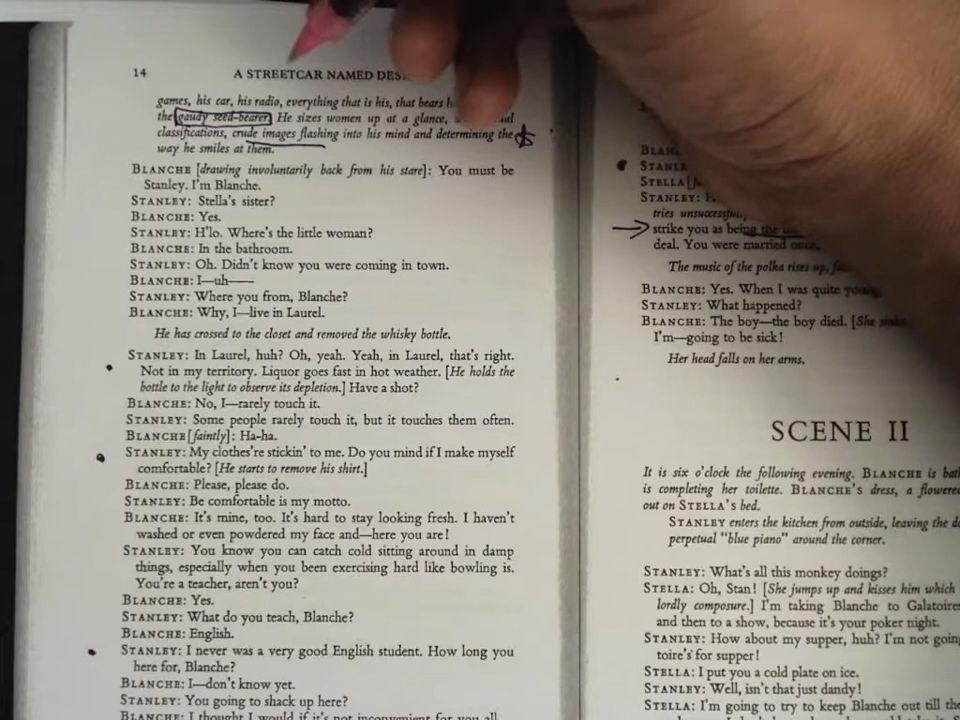 14
A STREETCAR NAMED
games, his car, his radio, everything that is his, that bears
the gaudy seed-bearer. He sizes women up at a glance,
classifications, crude images flashing into his mind and determining the
way he smiles at them.
BLANCHE [drawing involuntarily back from his stare]: You must be
Stanley. I'm Blanche.
STANLEY: Stella's sister?
BLANCHE: Yes.
STANLEY: H'lo. Where's the little woman?
BLANCHE: In the bathroom.
STANLEY: Oh. Didn't know you were coming in town.
BLANCHE: I—uh——
STANLEY: Where you from, Blanche?
BLANCHE: Why, I—live in Laurel.
He has crossed to the closet and removed the whisky bottle.
STANLEY: In Laurel, huh? Oh, yeah. Yeah, in Laurel, that's right.
Not in my territory. Liquor goes fast in hot weather. [He holds the
bottle to the light to observe its depletion.] Have a shot?
BLANCHE: No, I—rarely touch it.
STANLEY: Some people rarely touch it, but it touches them often.
BLANCHE [faintly]: Ha-ha.
STANLEY: My clothes're stickin' to me. Do you mind if I make myself
comfortable? [He starts to remove his shirt.]
BLANCHE: Please, please do.
STANLEY: Be comfortable is my motto.
BLANCHE: It's mine, too. It's hard to stay looking fresh. I haven't
washed or even powdered my face and—here you are!
STANLEY: You know you can catch cold sitting around in damp
things, especially when you been exercising hard like bowling is.
You're a teacher, aren't you?
BLANCHE: Yes.
STANLEY: What do you teach, Blanche?
BLANCHE: English.
STANLEY: I never was a very good English student. How long you
here for, Blanche?
BLANCHE: I—don't know yet.
STANLEY: You going to shack up here?
BLANCHE: I thought I would if it's not inconvenient for you all.
STELLA
STANLEY:
tries
strike you as being the
deal. You were married once,
The music of the polka rises up,
BLANCHE: Yes. When I was quite
STANLEY: What happened?
BLANCHE: The boy—the boy died. [She
I'm—going to be sick!
Her head falls on her arms.
SCENE II
It is six o'clock the following evening. BLANCHE is
is completing her toilette. BLANCHE'S dress, a
out on STELLA'S bed.
STANLEY enters the kitchen from outside, leaving the
perpetual "blue piano" around the corner.
STANLEY: What's all this monkey doings?
STELLA: Oh, Stan! [She jumps up and kisses him which
lordly composure.] I'm taking Blanche to
and then to a show, because it's your poker night.
STANLEY: How about my supper, huh? I'm not
toire's for supper!
STELLA: I put you a cold plate on ice.
STANLEY: Well, isn't that just dandy!
STELLA: I'm going to try to keep Blanche out till the